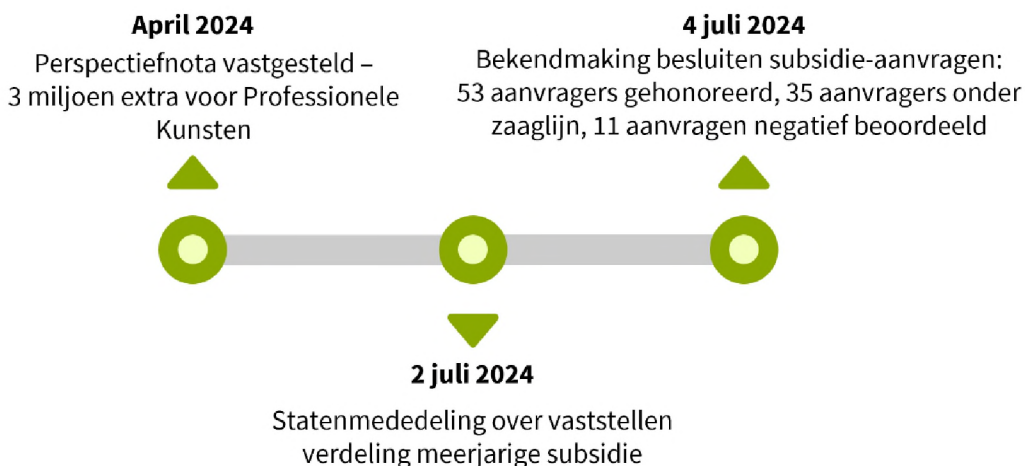 April 2024
Perspectiefnota vastgesteld –
3 miljoen extra voor Professionele
Kunsten
4 juli 2024
Bekendmaking besluiten subsidie-aanvragen:
53 aanvragers gehonoreerd, 35 aanvragers onder
zaaglijn, 11 aanvragen negatief beoordeeld
2 juli 2024
Statenmededeling over vaststellen
verdeling meerjarige subsidie